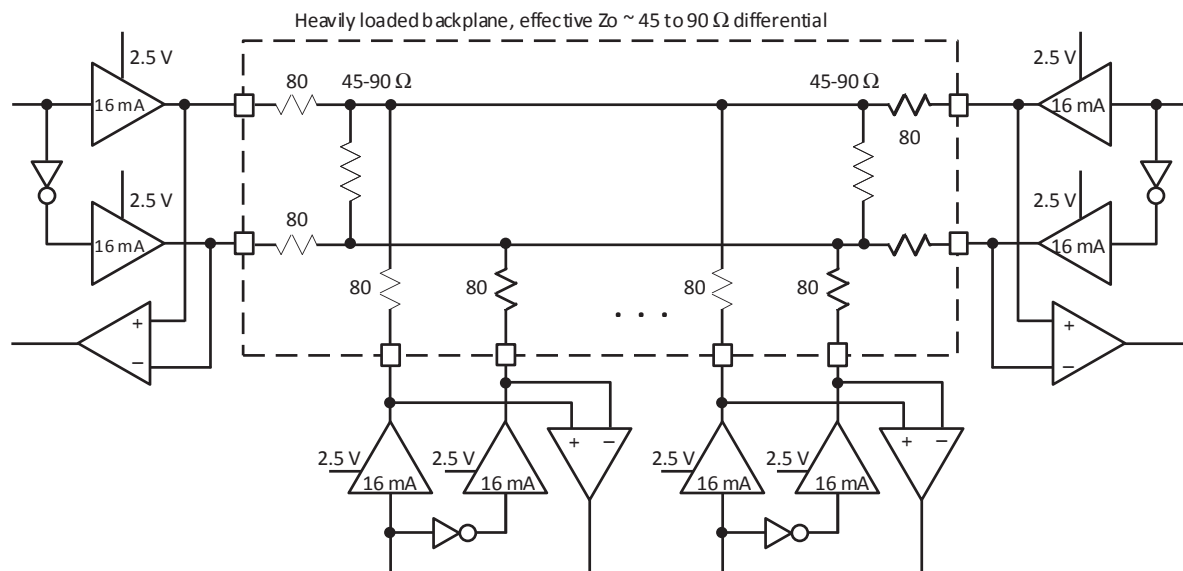 Heavily loaded backplane, effective Zo ~ 45 to 90 Ω differential
2.5 V
2.5 V
80
45-90 Ω
45-90 Ω
16 mA
16 mA
80
2.5 V
2.5 V
80
16 mA
16 mA
80
80
80
80
+
−
. . .
+
−
+
−
+
−
2.5 V
2.5 V
2.5 V
2.5 V
16 mA
16 mA
16 mA
16 mA